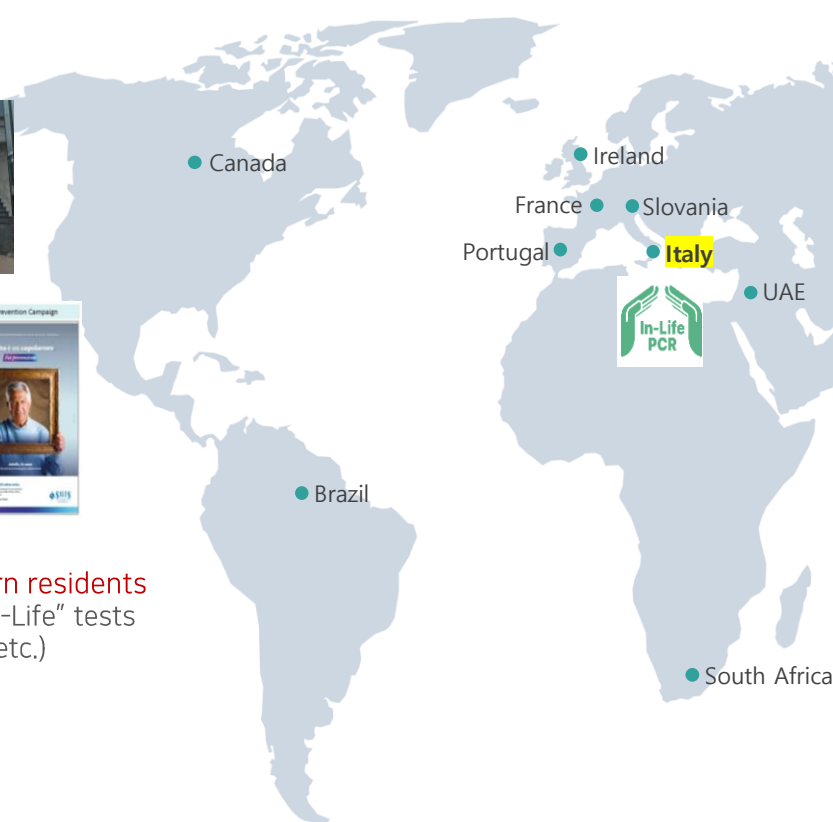 Canada
Ireland
France
Slovania
Portugal
Italy
UAE
In-Life
PCR
revention Campaign
Brazil
rn residents
-Life” tests
etc.)
South Africa